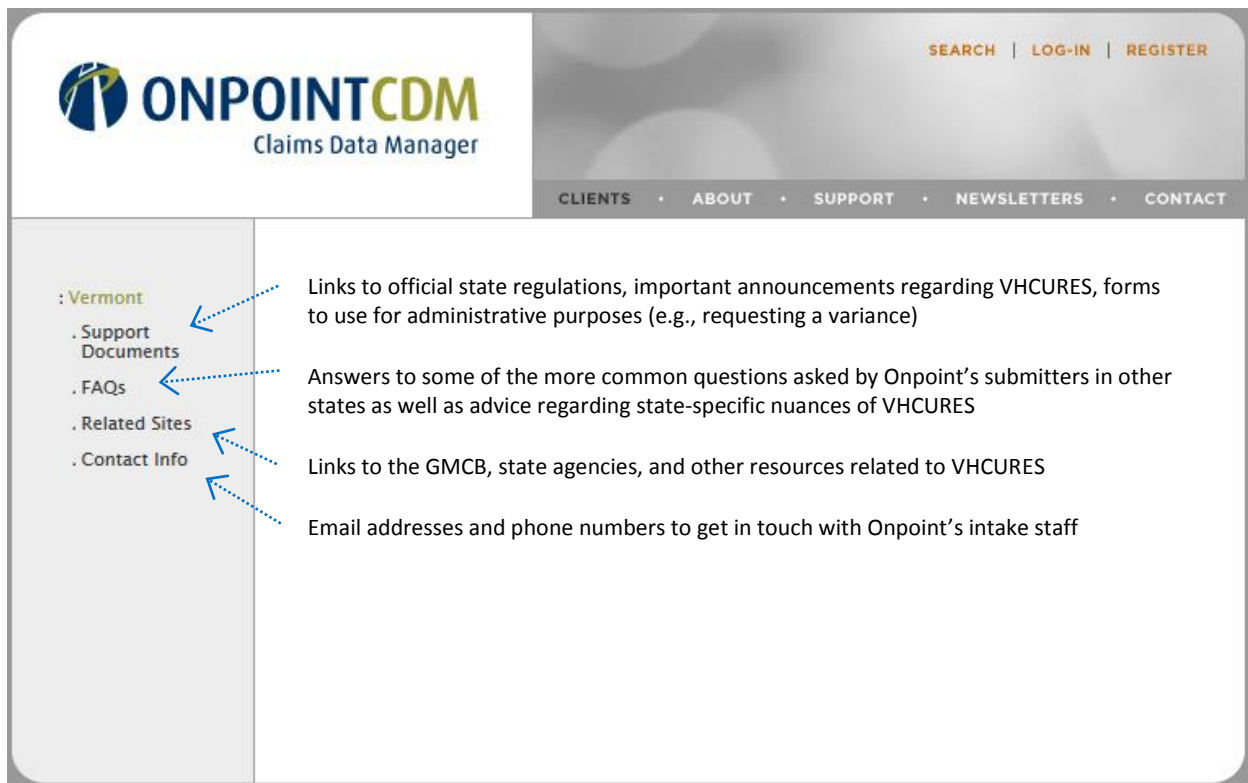 SEARCH | LOG-IN | REGISTER
ONPOINTCDM
Claims Data Manager
CLIENTS • ABOUT • SUPPORT • NEWSLETTERS • CONTACT
: Vermont
. Support
Documents
. FAQs
. Related Sites
. Contact Info
Links to official state regulations, important announcements regarding VHCURES, forms
to use for administrative purposes (e.g., requesting a variance)
Answers to some of the more common questions asked by Onpoint’s submitters in other
states as well as advice regarding state-specific nuances of VHCURES
Links to the GMCB, state agencies, and other resources related to VHCURES
Email addresses and phone numbers to get in touch with Onpoint’s intake staff